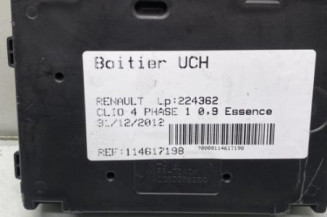 Boitier UCH
RENAULT Lp:224362
CLIO 4 PHASE 1 0,9 Essence
31/12/2012
REF:114617198